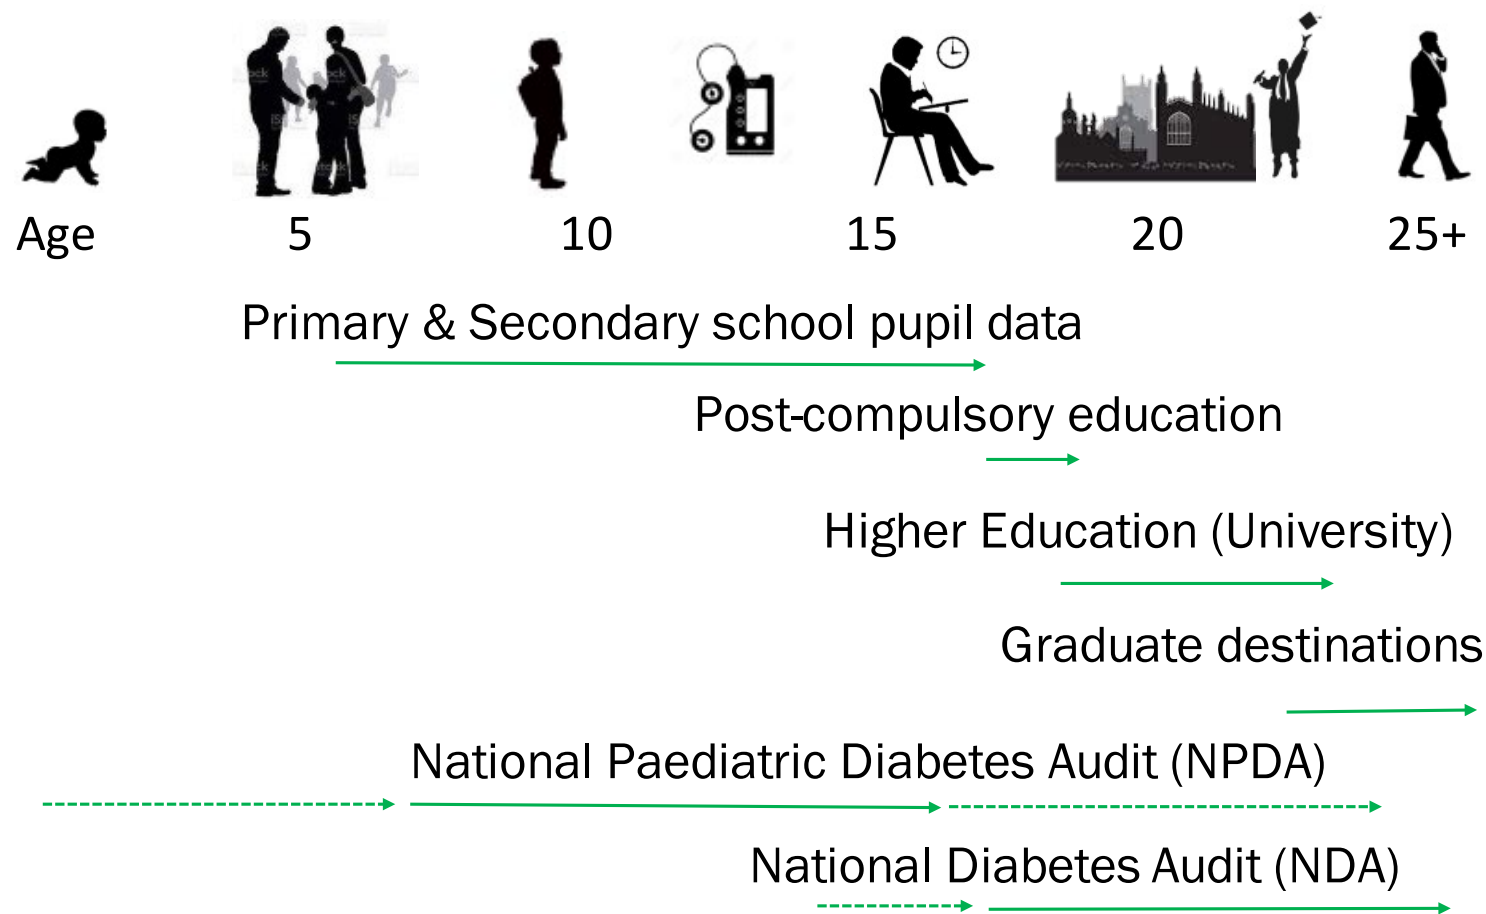 Age 5 10 15 20 25+
Primary & Secondary school pupil data
Post-compulsory education
Higher Education (University)
Graduate destinations
National Paediatric Diabetes Audit (NPDA)
National Diabetes Audit (NDA)